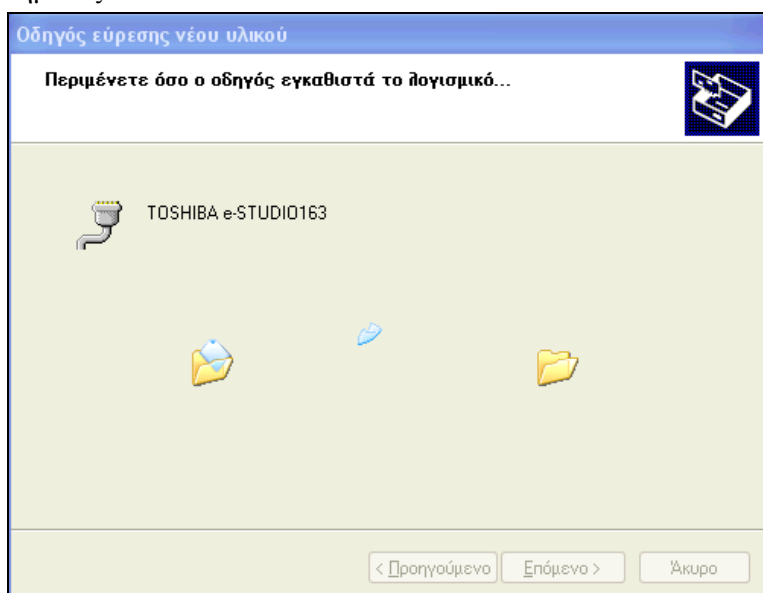 Οδηγός εύρεσης νέου υλικού
Περιμένετε όσο ο οδηγός εγκαθιστά το λογισμικό...
TOSHIBA e-STUDIO163
< Προηγούμενο Επόμενο > Άκυρο